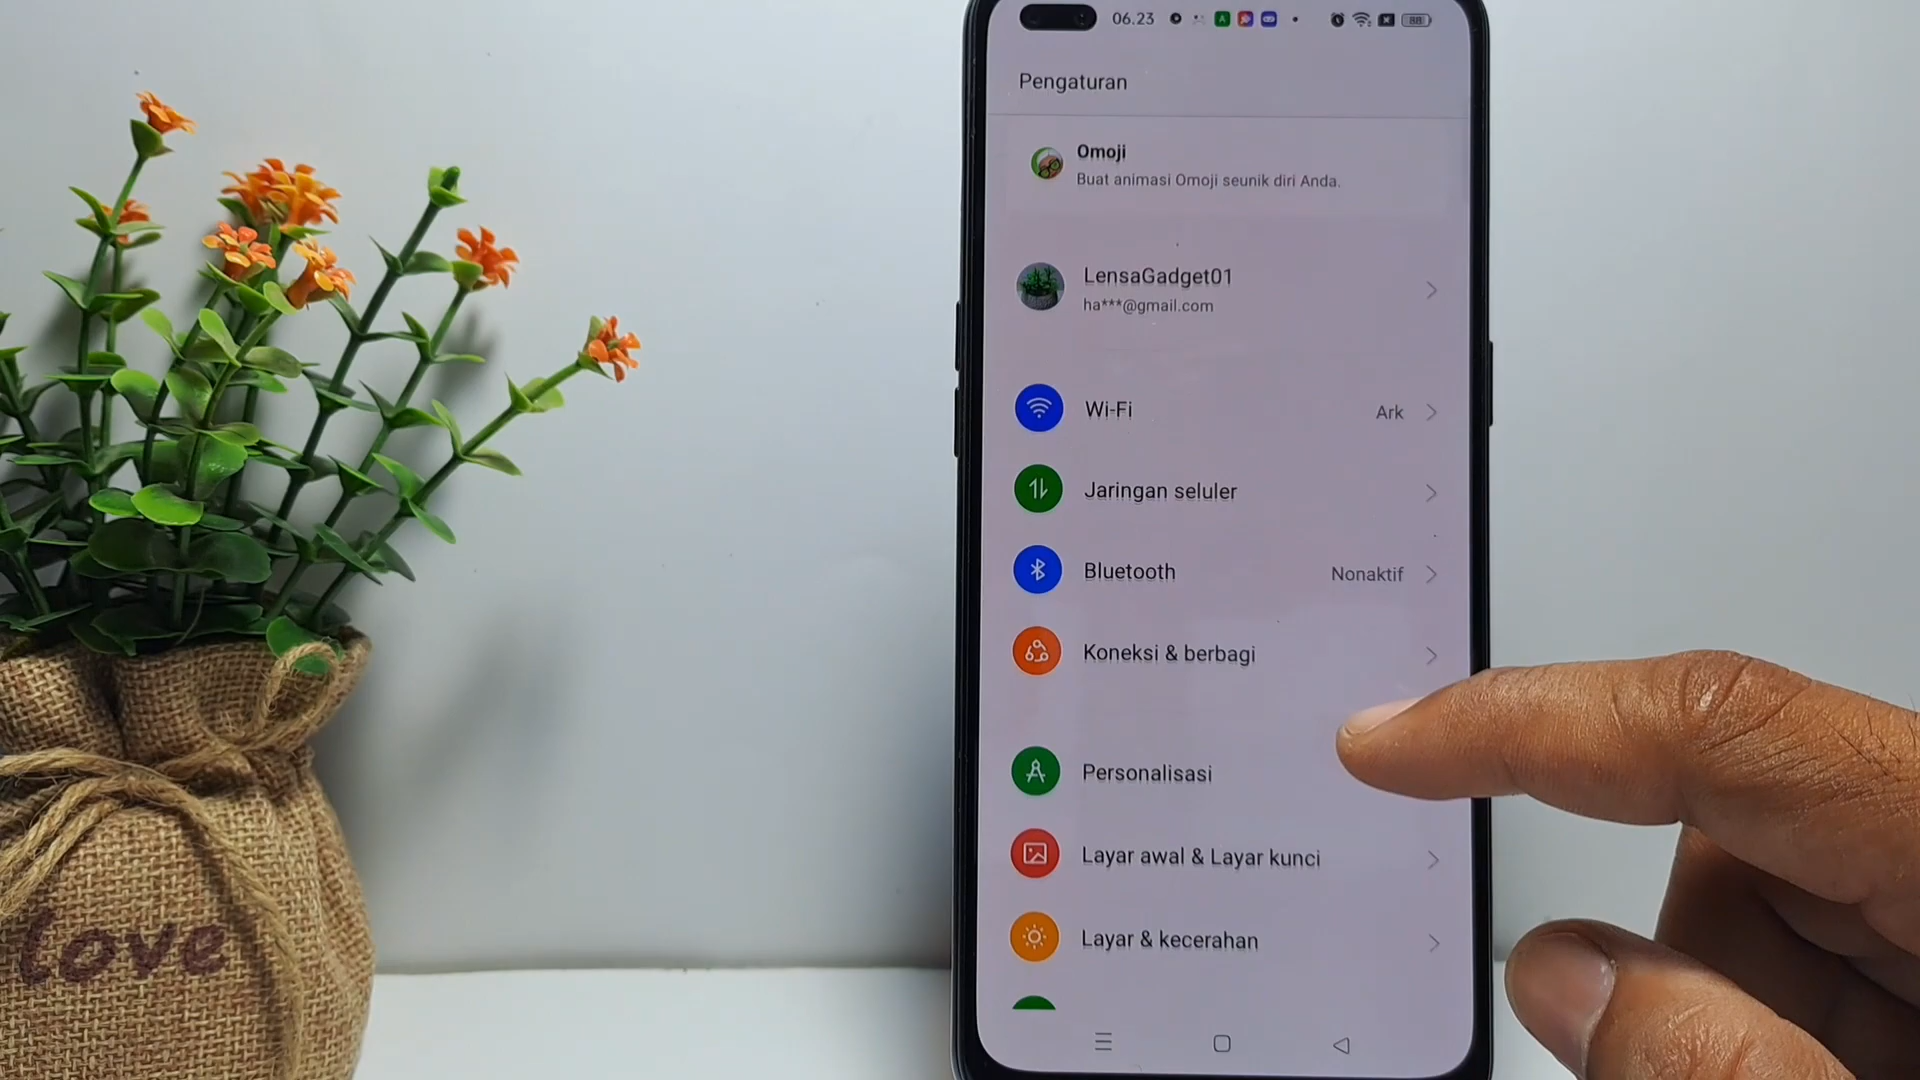 06.23
88
Pengaturan
Omoji
Buat animasi Omoji seunik diri Anda.
LensaGadget01
ha***@gmail.com
Wi-Fi
Ark
Jaringan seluler
Bluetooth
Nonaktif
Koneksi & berbagi
Personalisasi
Layar awal & Layar kunci
Layar & kecerahan
love